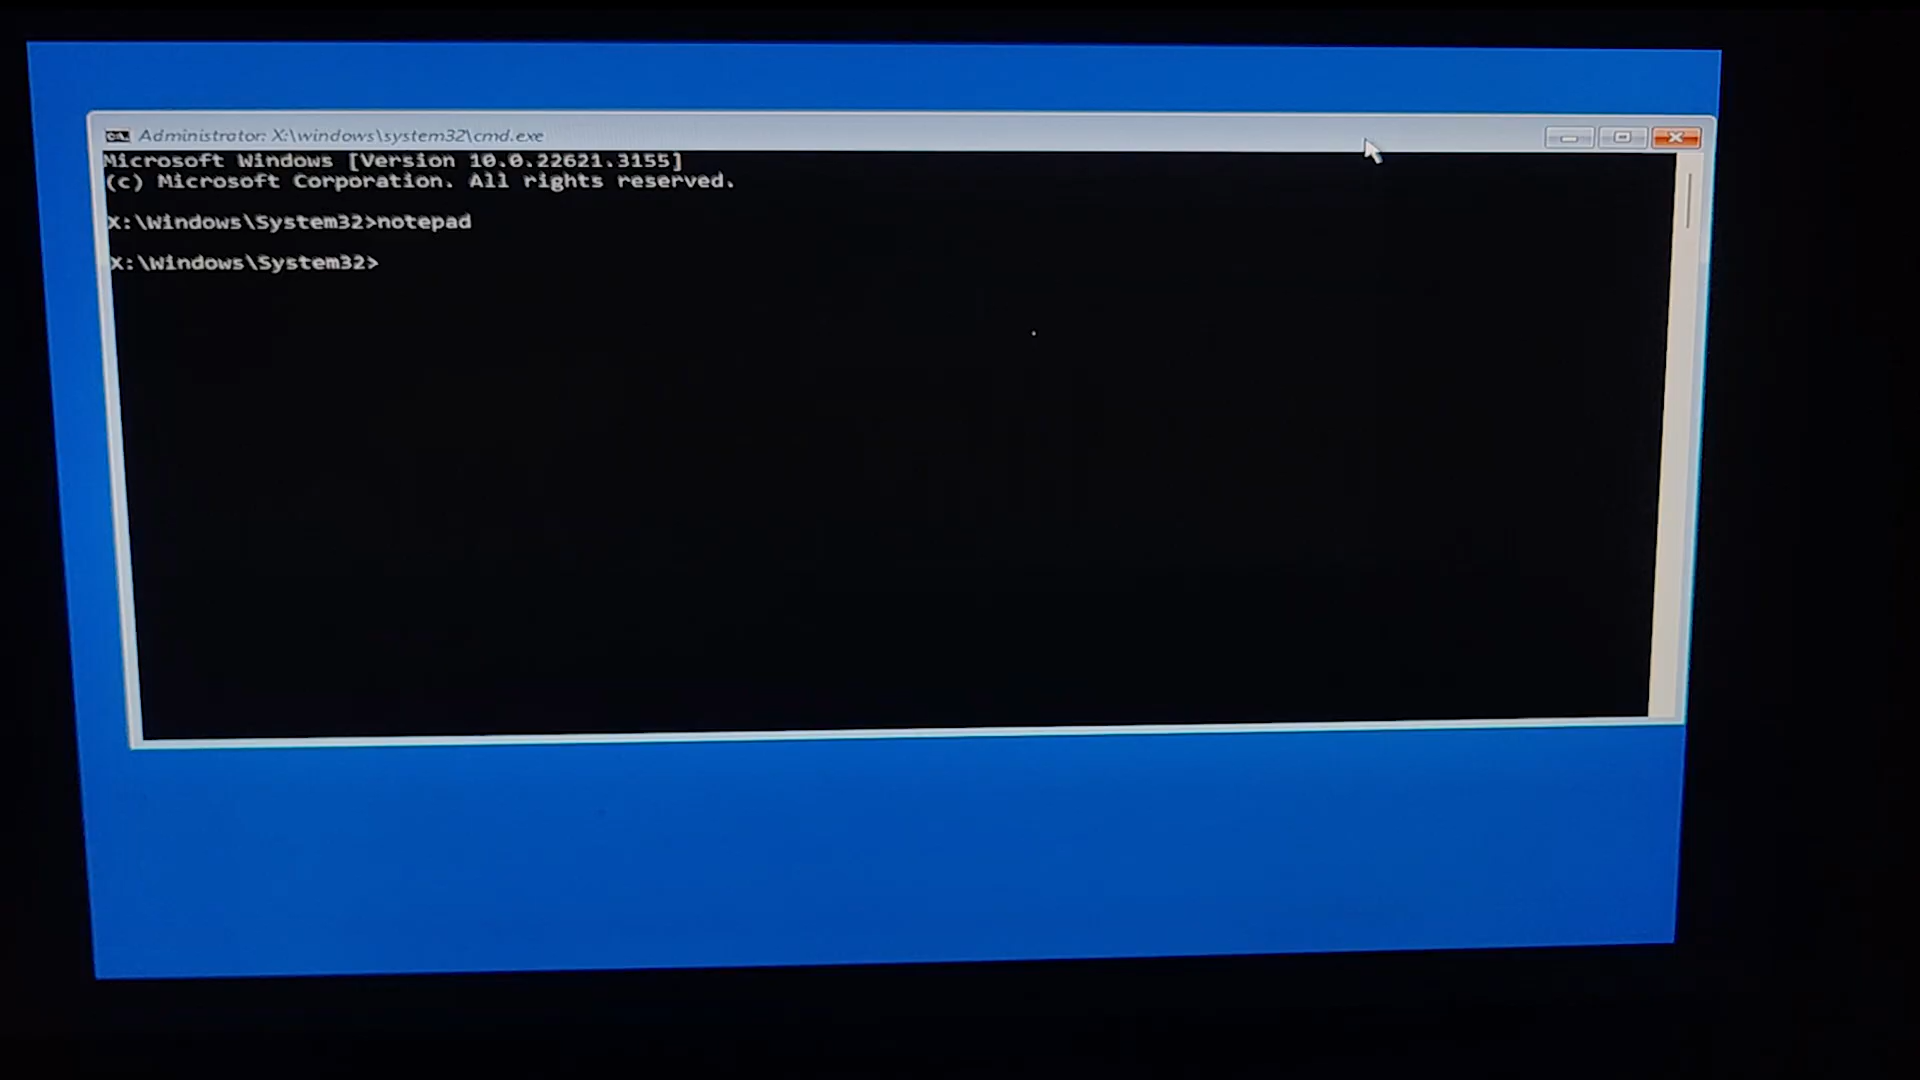 Administrator: X:\windows\system32\cmd.exe
Microsoft Windows [Version 10.0.22621.3155]
(c) Microsoft Corporation. All rights reserved.
X:\Windows\System32>notepad
X:\Windows\System32>